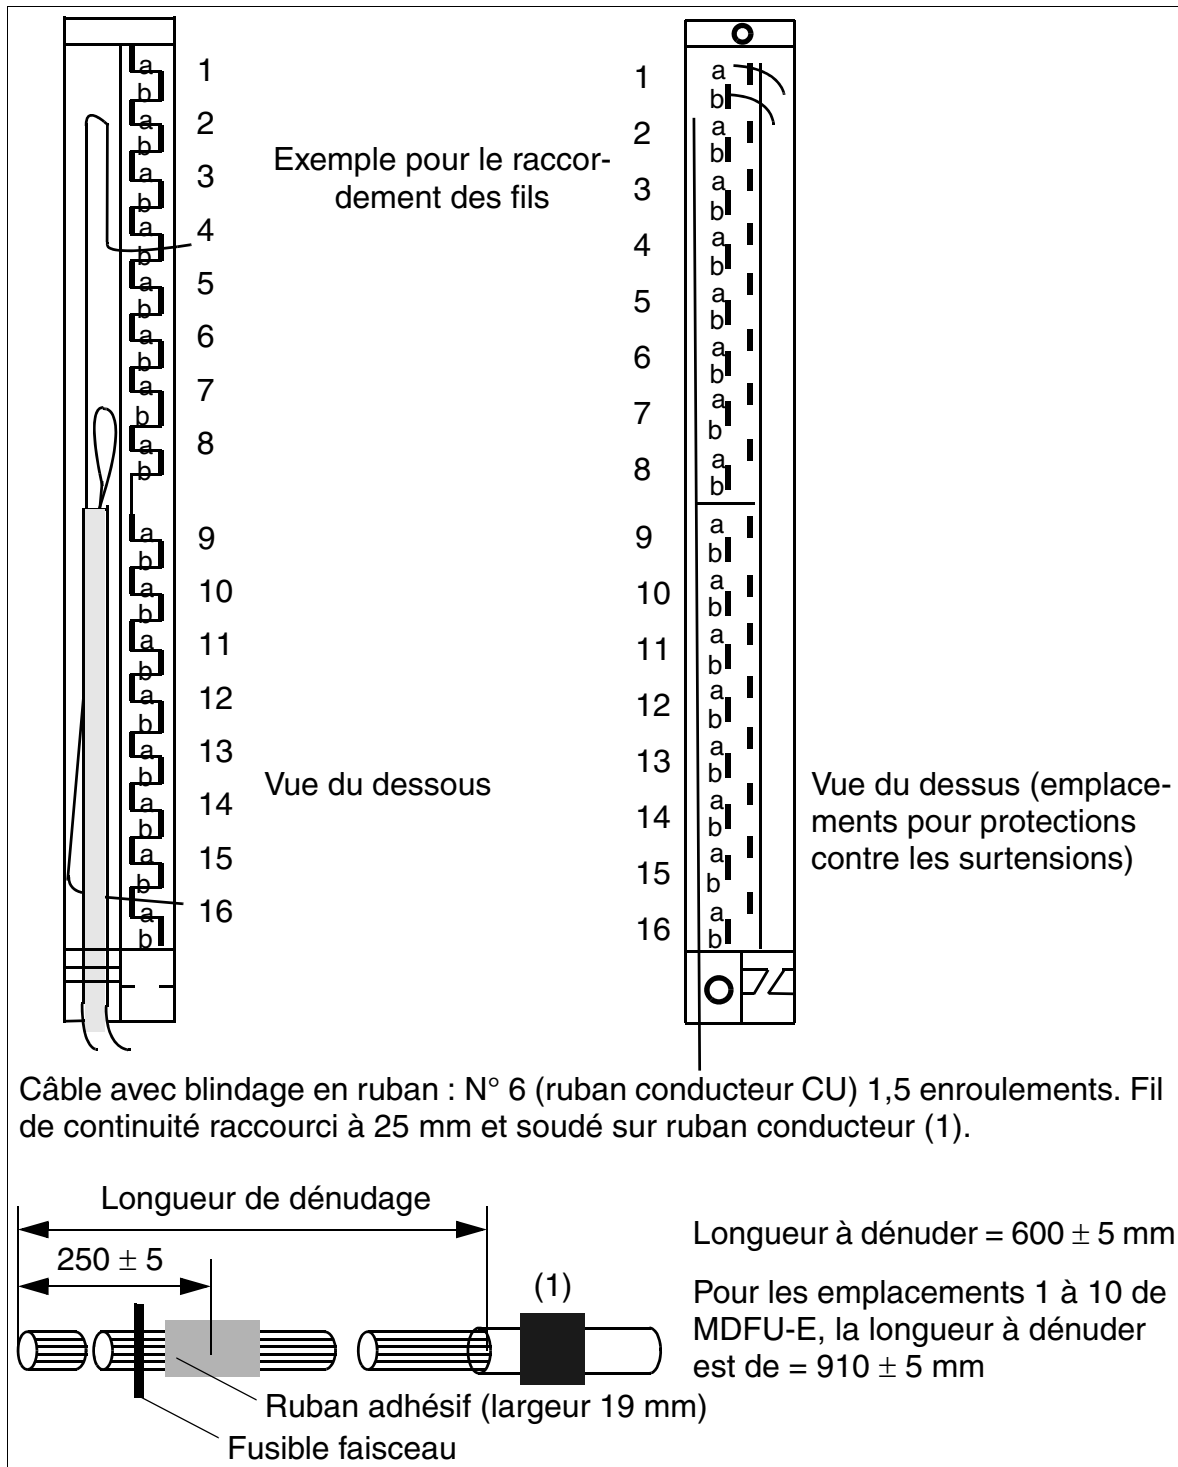 a 1
b
a 2
b
a 3
b
a 4
b
a 5
b
a 6
b
a 7
b
a 8
b
a 9
b
a 10
b
a 11
b
a 12
b
a 13
b
a 14
b
a 15
b
a 16
b
Exemple pour le raccor-
dement des fils
Vue du dessous
1 a
b
2 a
b
3 a
b
4 a
b
5 a
b
6 a
b
7 a
b
8 a
b
9 a
b
10 a
b
11 a
b
12 a
b
13 a
b
14 a
b
15 a
b
16 a
b
Vue du dessus (emplace-
ments pour protections
contre les surtensions)
Câble avec blindage en ruban : N° 6 (ruban conducteur CU) 1,5 enroulements. Fil
de continuité raccourci à 25 mm et soudé sur ruban conducteur (1).
Longueur de dénudage
250 ± 5
(1)
Ruban adhésif (largeur 19 mm)
Fusible faisceau
Longueur à dénuder = 600 ± 5 mm
Pour les emplacements 1 à 10 de
MDFU-E, la longueur à dénuder
est de = 910 ± 5 mm